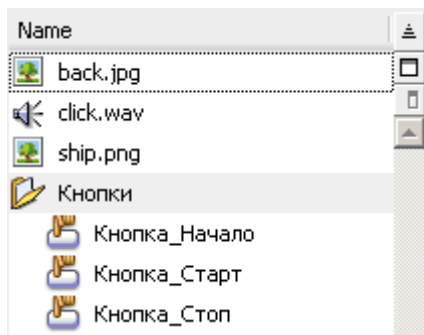 Name
back.jpg
click.wav
ship.png
Кнопки
Кнопка_Начало
Кнопка_Старт
Кнопка_Стоп